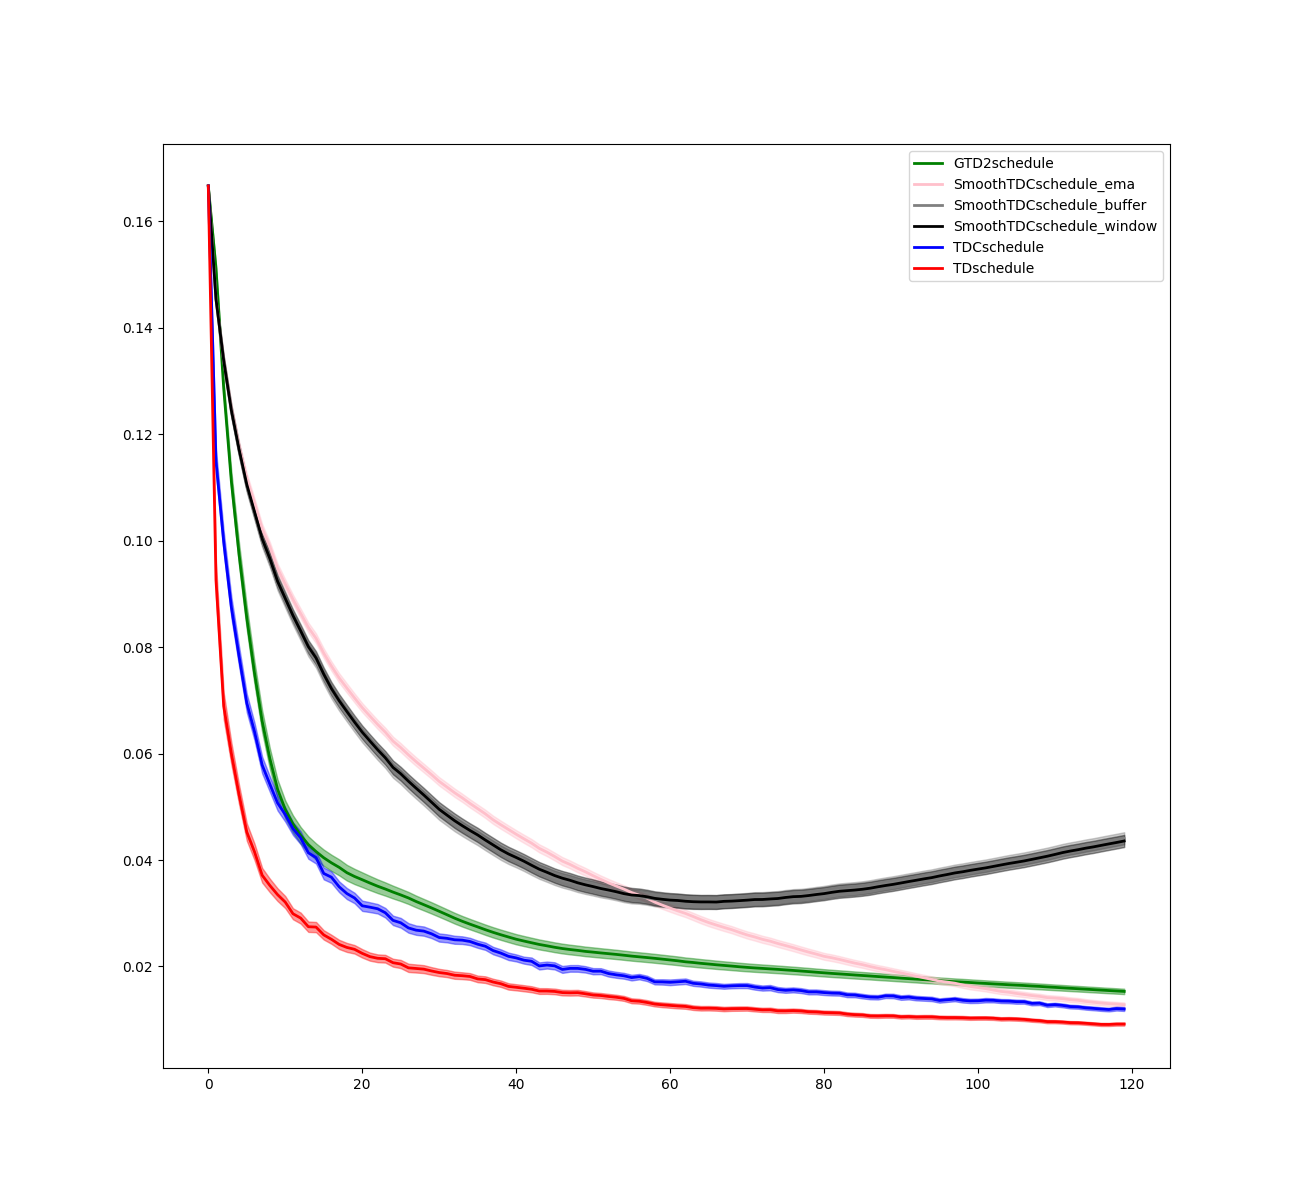 GTD2schedule
SmoothTDCschedule_ema
SmoothTDCschedule_buffer
SmoothTDCschedule_window
TDCschedule
TDschedule
0.16
0.14
0.12
0.10
0.08
0.06
0.04
0.02
0 20 40 60 80 100 120